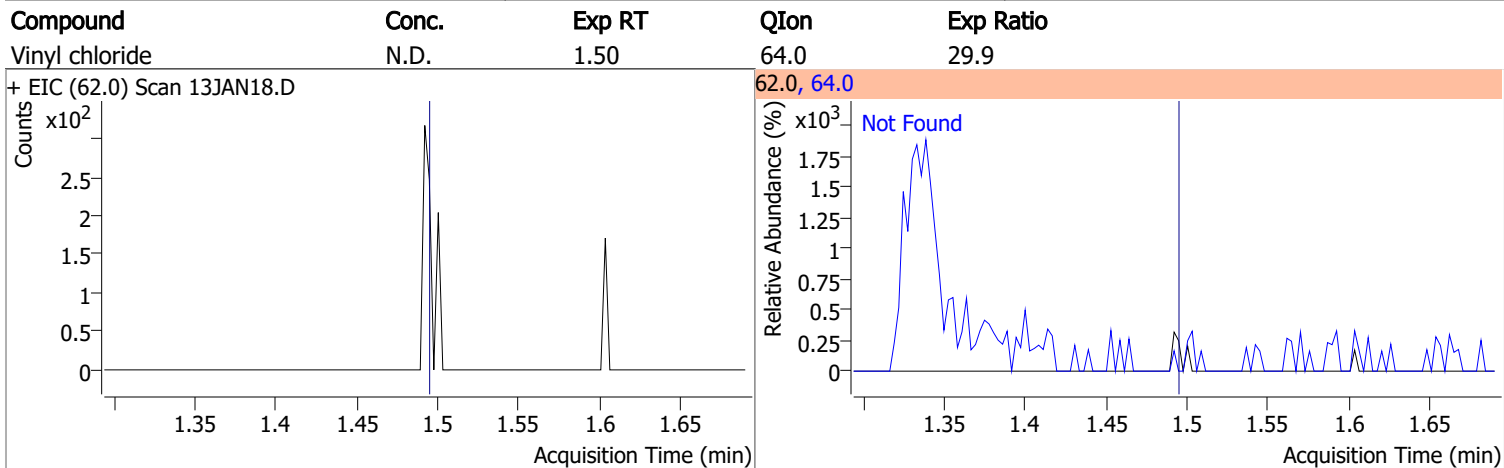 Compound Conc. Exp RT QIon Exp Ratio
Vinyl chloride N.D. 1.50 64.0 29.9
+ EIC (62.0) Scan 13JAN18.D
Counts
x10²
2.5
2
1.5
1
0.5
0
1.35 1.4 1.45 1.5 1.55 1.6 1.65
Acquisition Time (min)
62.0, 64.0
Relative Abundance (%)
x10³
Not Found
1.75
1.5
1.25
1
0.75
0.5
0.25
0
1.35 1.4 1.45 1.5 1.55 1.6 1.65
Acquisition Time (min)